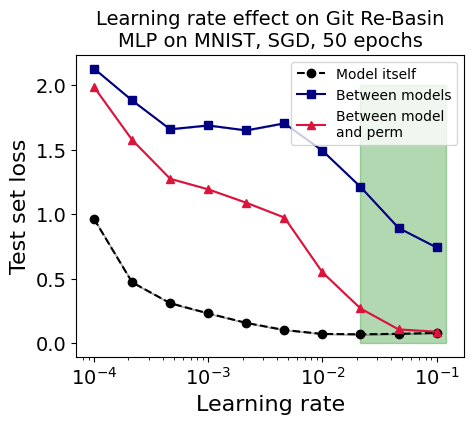 Learning rate effect on Git Re-Basin
MLP on MNIST, SGD, 50 epochs
Model itself
Between models
Between model
and perm
Test set loss
2.0
1.5
1.0
0.5
0.0
10⁻⁴
10⁻³
10⁻²
10⁻¹
Learning rate